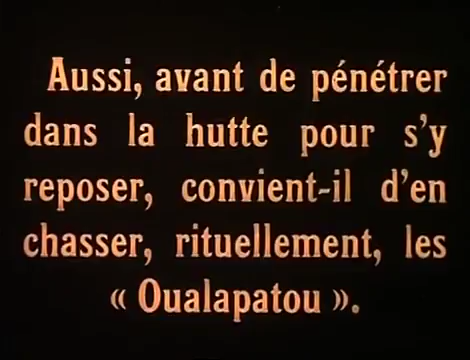 Aussi, avant de pénétrer
dans la hutte pour s'y
reposer, convient-il d'en
chasser, rituellement, les
« Oualapatou ».